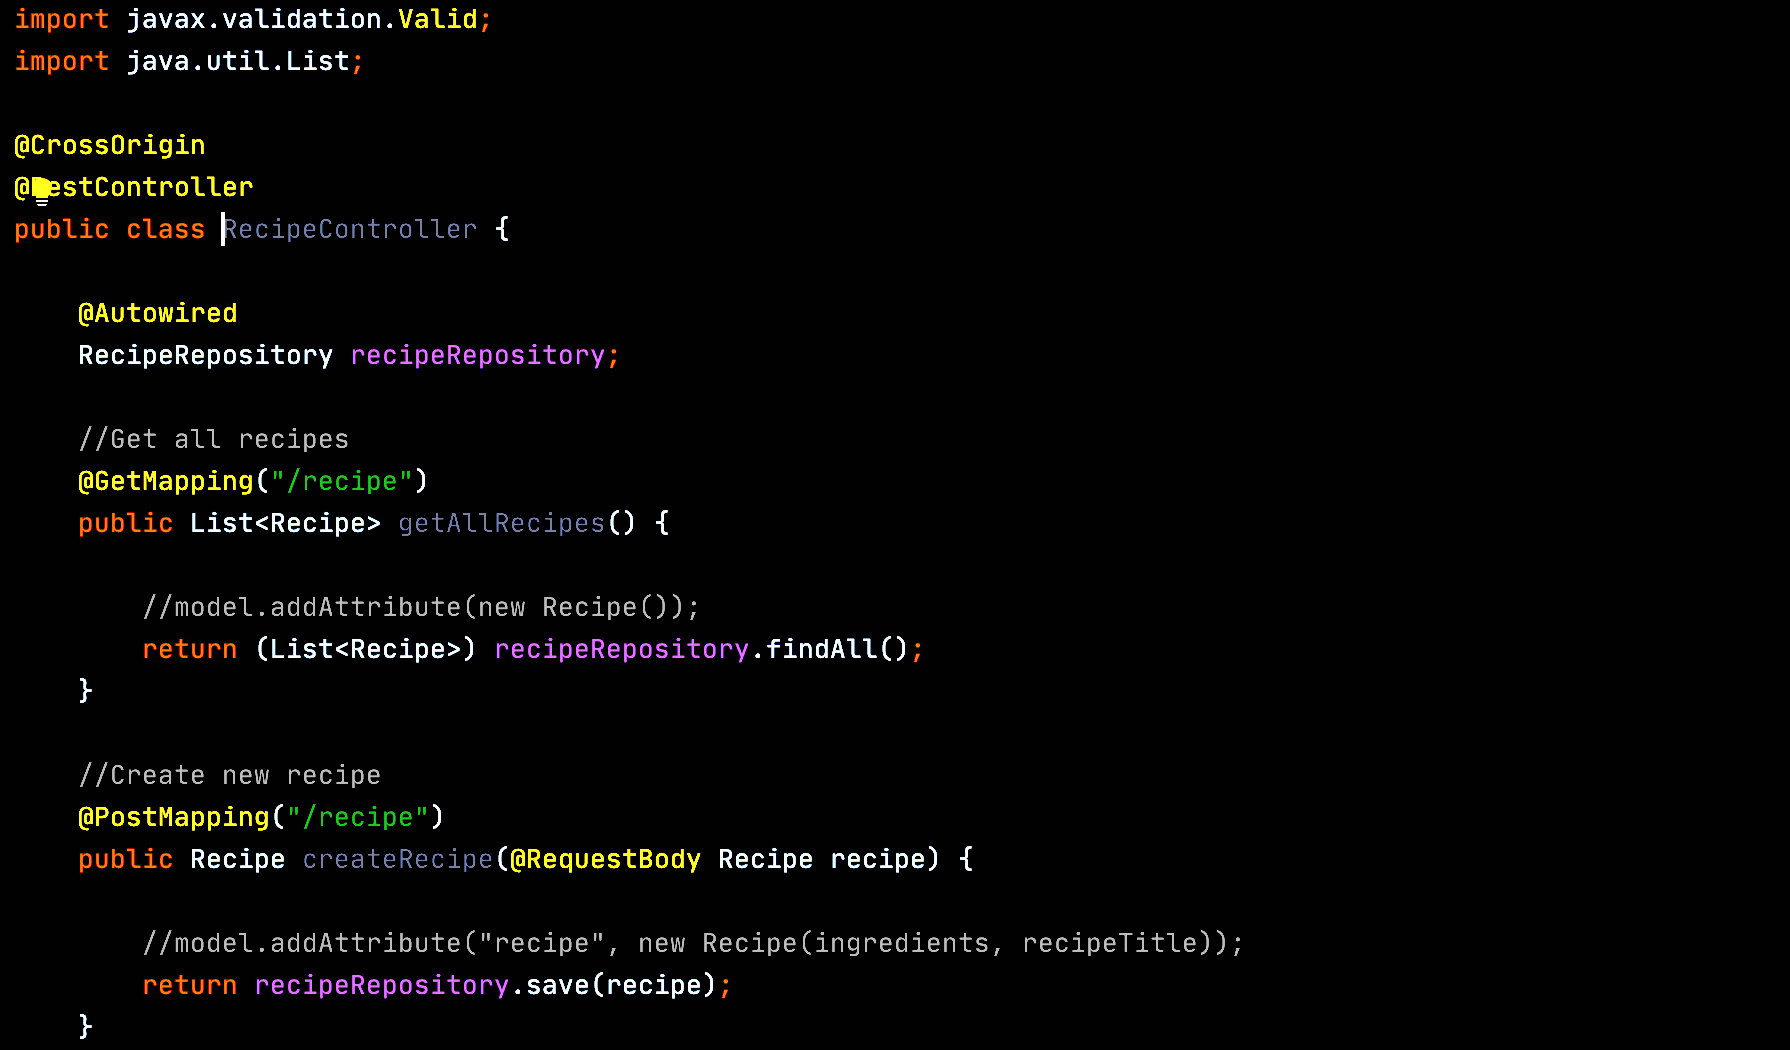 import javax.validation.Valid;
import java.util.List;
@CrossOrigin
@RestController
public class RecipeController {
@Autowired
RecipeRepository recipeRepository;
//Get all recipes
@GetMapping("/recipe")
public List<Recipe> getAllRecipes() {
//model.addAttribute(new Recipe());
return (List<Recipe>) recipeRepository.findAll();
}
//Create new recipe
@PostMapping("/recipe")
public Recipe createRecipe(@RequestBody Recipe recipe) {
//model.addAttribute("recipe", new Recipe(ingredients, recipeTitle));
return recipeRepository.save(recipe);
}